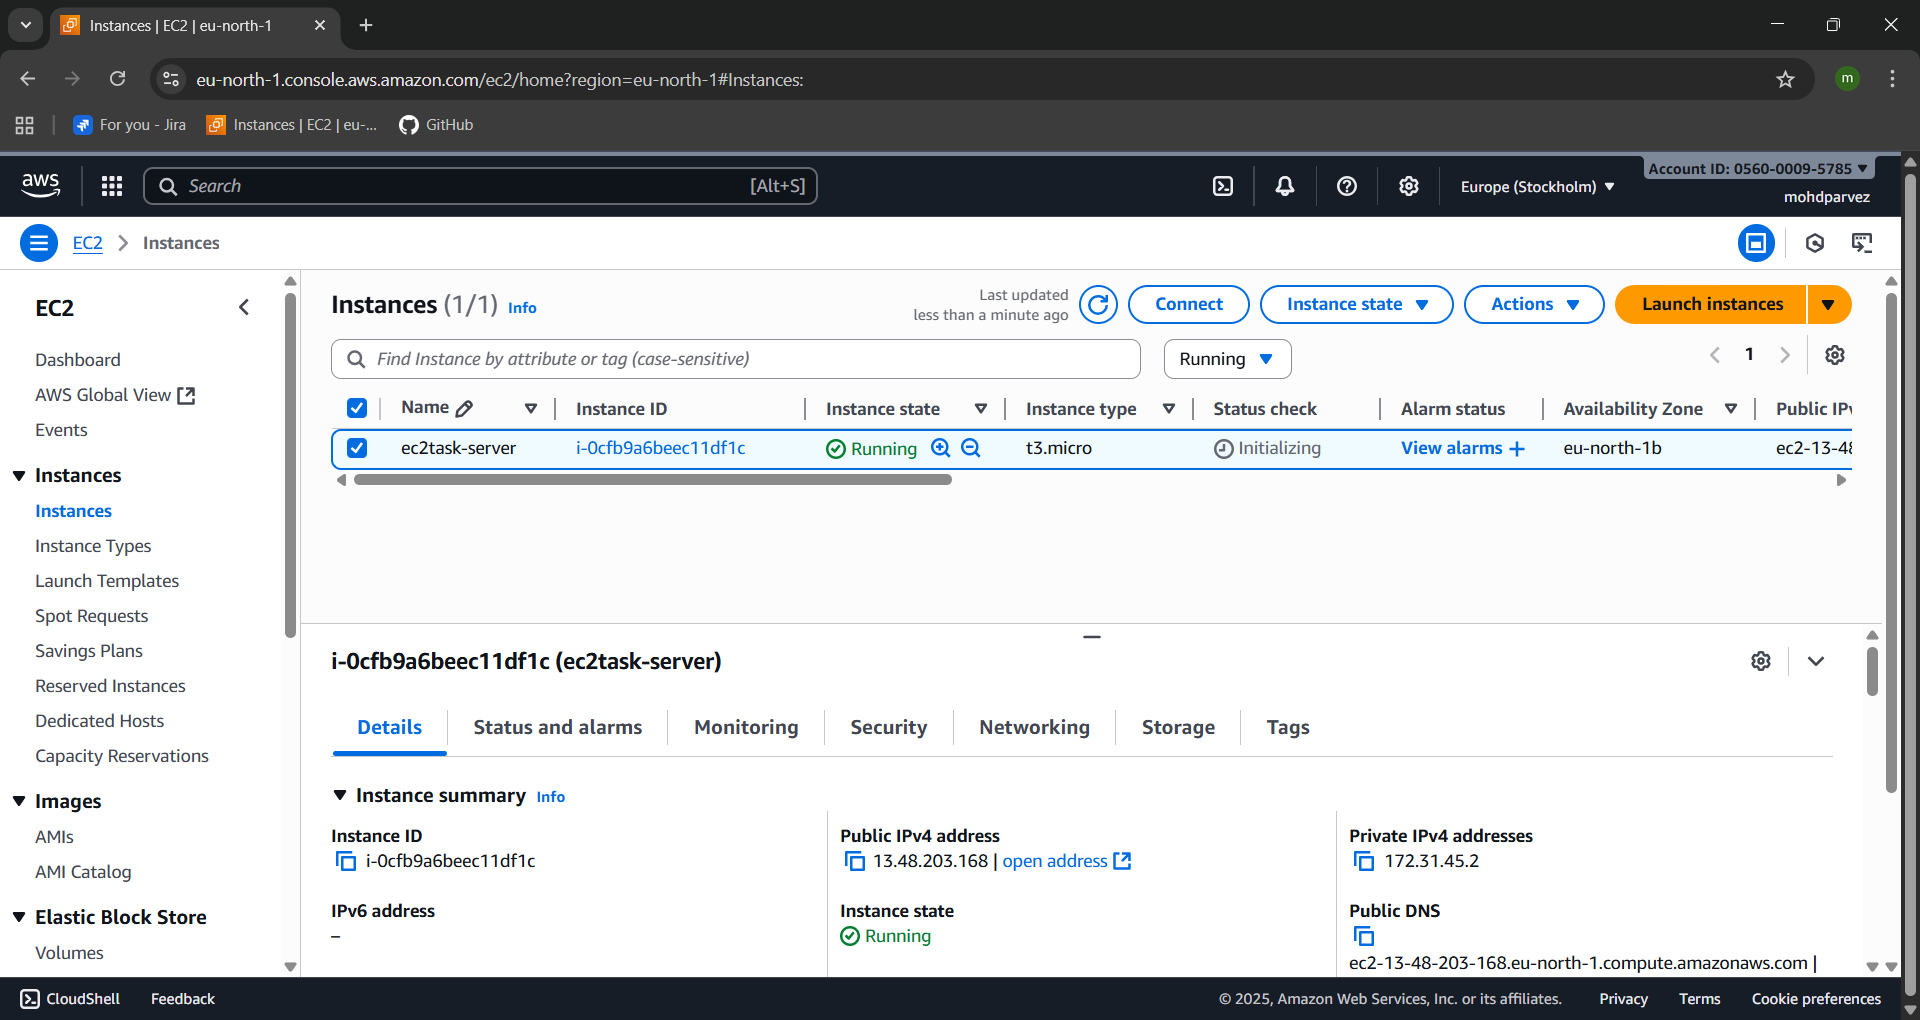 Instances | EC2 | eu-north-1
eu-north-1.console.aws.amazon.com/ec2/home?region=eu-north-1#Instances:
m
For you - Jira
Instances | EC2 | eu-...
GitHub
aws
Search
[Alt+S]
Europe (Stockholm)
Account ID: 0560-0009-5785
mohdparvez
EC2
Instances
EC2
Dashboard
AWS Global View
Events
Instances
Instances
Instance Types
Launch Templates
Spot Requests
Savings Plans
Reserved Instances
Dedicated Hosts
Capacity Reservations
Images
AMIs
AMI Catalog
Elastic Block Store
Volumes
Instances (1/1) Info
Last updated
less than a minute ago
Connect
Instance state
Actions
Launch instances
Find Instance by attribute or tag (case-sensitive)
Running
1
Name Instance ID Instance state Instance type Status check Alarm status Availability Zone Public IPv
ec2task-server i-0cfb9a6beec11df1c Running t3.micro Initializing View alarms + eu-north-1b ec2-13-48
i-0cfb9a6beec11df1c (ec2task-server)
Details
Status and alarms
Monitoring
Security
Networking
Storage
Tags
Instance summary Info
Instance ID
i-0cfb9a6beec11df1c
Public IPv4 address
13.48.203.168 | open address
Private IPv4 addresses
172.31.45.2
IPv6 address
–
Instance state
Running
Public DNS
ec2-13-48-203-168.eu-north-1.compute.amazonaws.com |
CloudShell
Feedback
© 2025, Amazon Web Services, Inc. or its affiliates.
Privacy
Terms
Cookie preferences